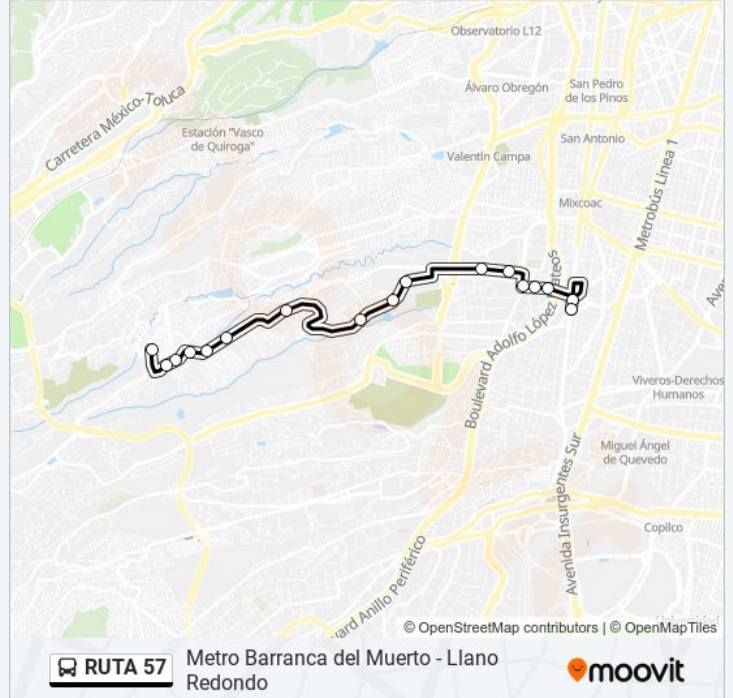 Observatorio L12
Álvaro Obregón
San Pedro
de los Pinos
Carretera México-Toluca
Estación "Vasco
de Quiroga"
San Antonio
Valentín Campa
Metrobús Línea 1
Mixcoac
Ave
Boulevard Adolfo López Mateos
Viveros-Derechos
Humanos
Miguel Ángel
de Quevedo
Avenida Insurgentes Sur
Copilco
vard Anillo Periférico
© OpenStreetMap contributors | © OpenMapTiles
RUTA 57
Metro Barranca del Muerto - Llano
Redondo
moovit